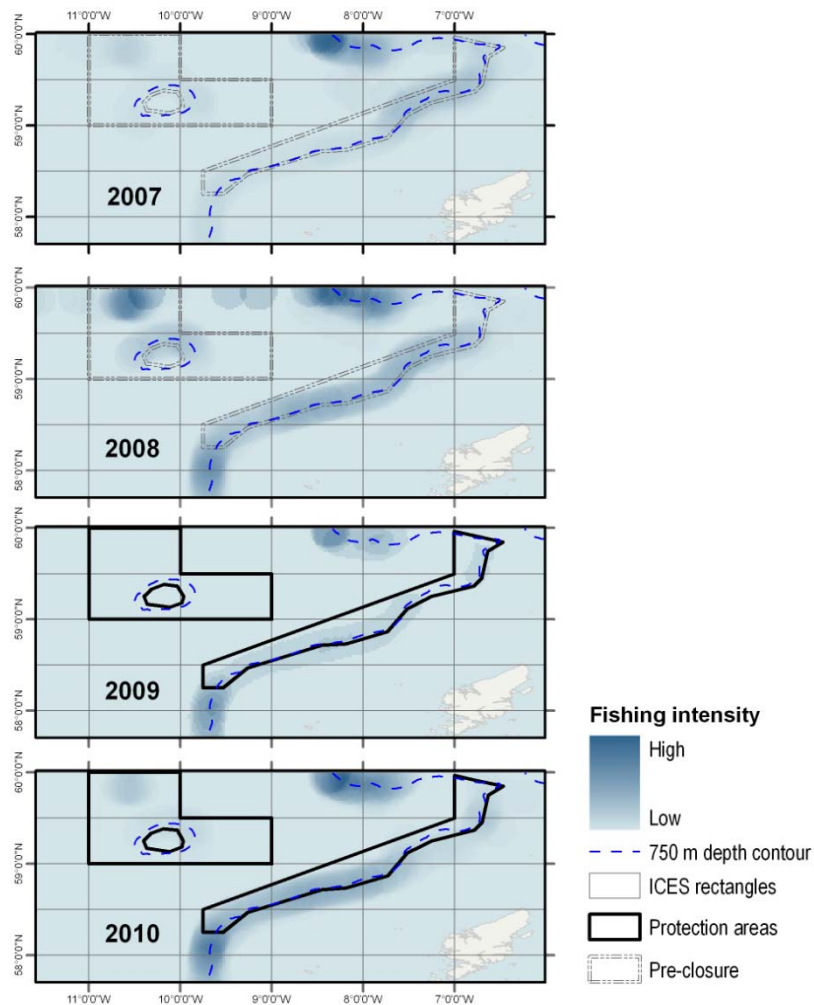 11°0'0"W 10°0'0"W 9°0'0"W 8°0'0"W 7°0'0"W
60°0'0"N
59°0'0"N
58°0'0"N
2007
60°0'0"N
59°0'0"N
58°0'0"N
2008
60°0'0"N
59°0'0"N
58°0'0"N
2009
60°0'0"N
59°0'0"N
58°0'0"N
2010
11°0'0"W 10°0'0"W 9°0'0"W 8°0'0"W 7°0'0"W
Fishing intensity
High
Low
750 m depth contour
ICES rectangles
Protection areas
Pre-closure